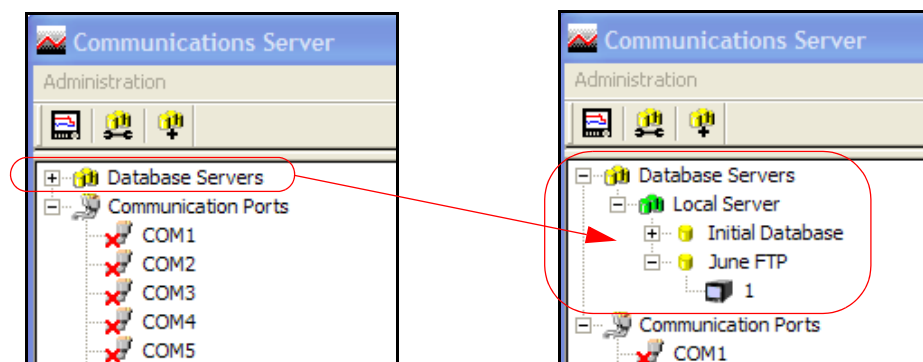 Communications Server
Administration
Database Servers
Communication Ports
COM1
COM2
COM3
COM4
COM5
Communications Server
Administration
Database Servers
Local Server
Initial Database
June FTP
1
Communication Ports
COM1